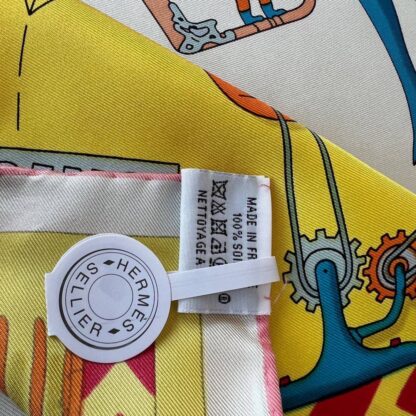 HERMÈS
SELLIER
MADE IN FR
100% SOI
NETTOYAGE A